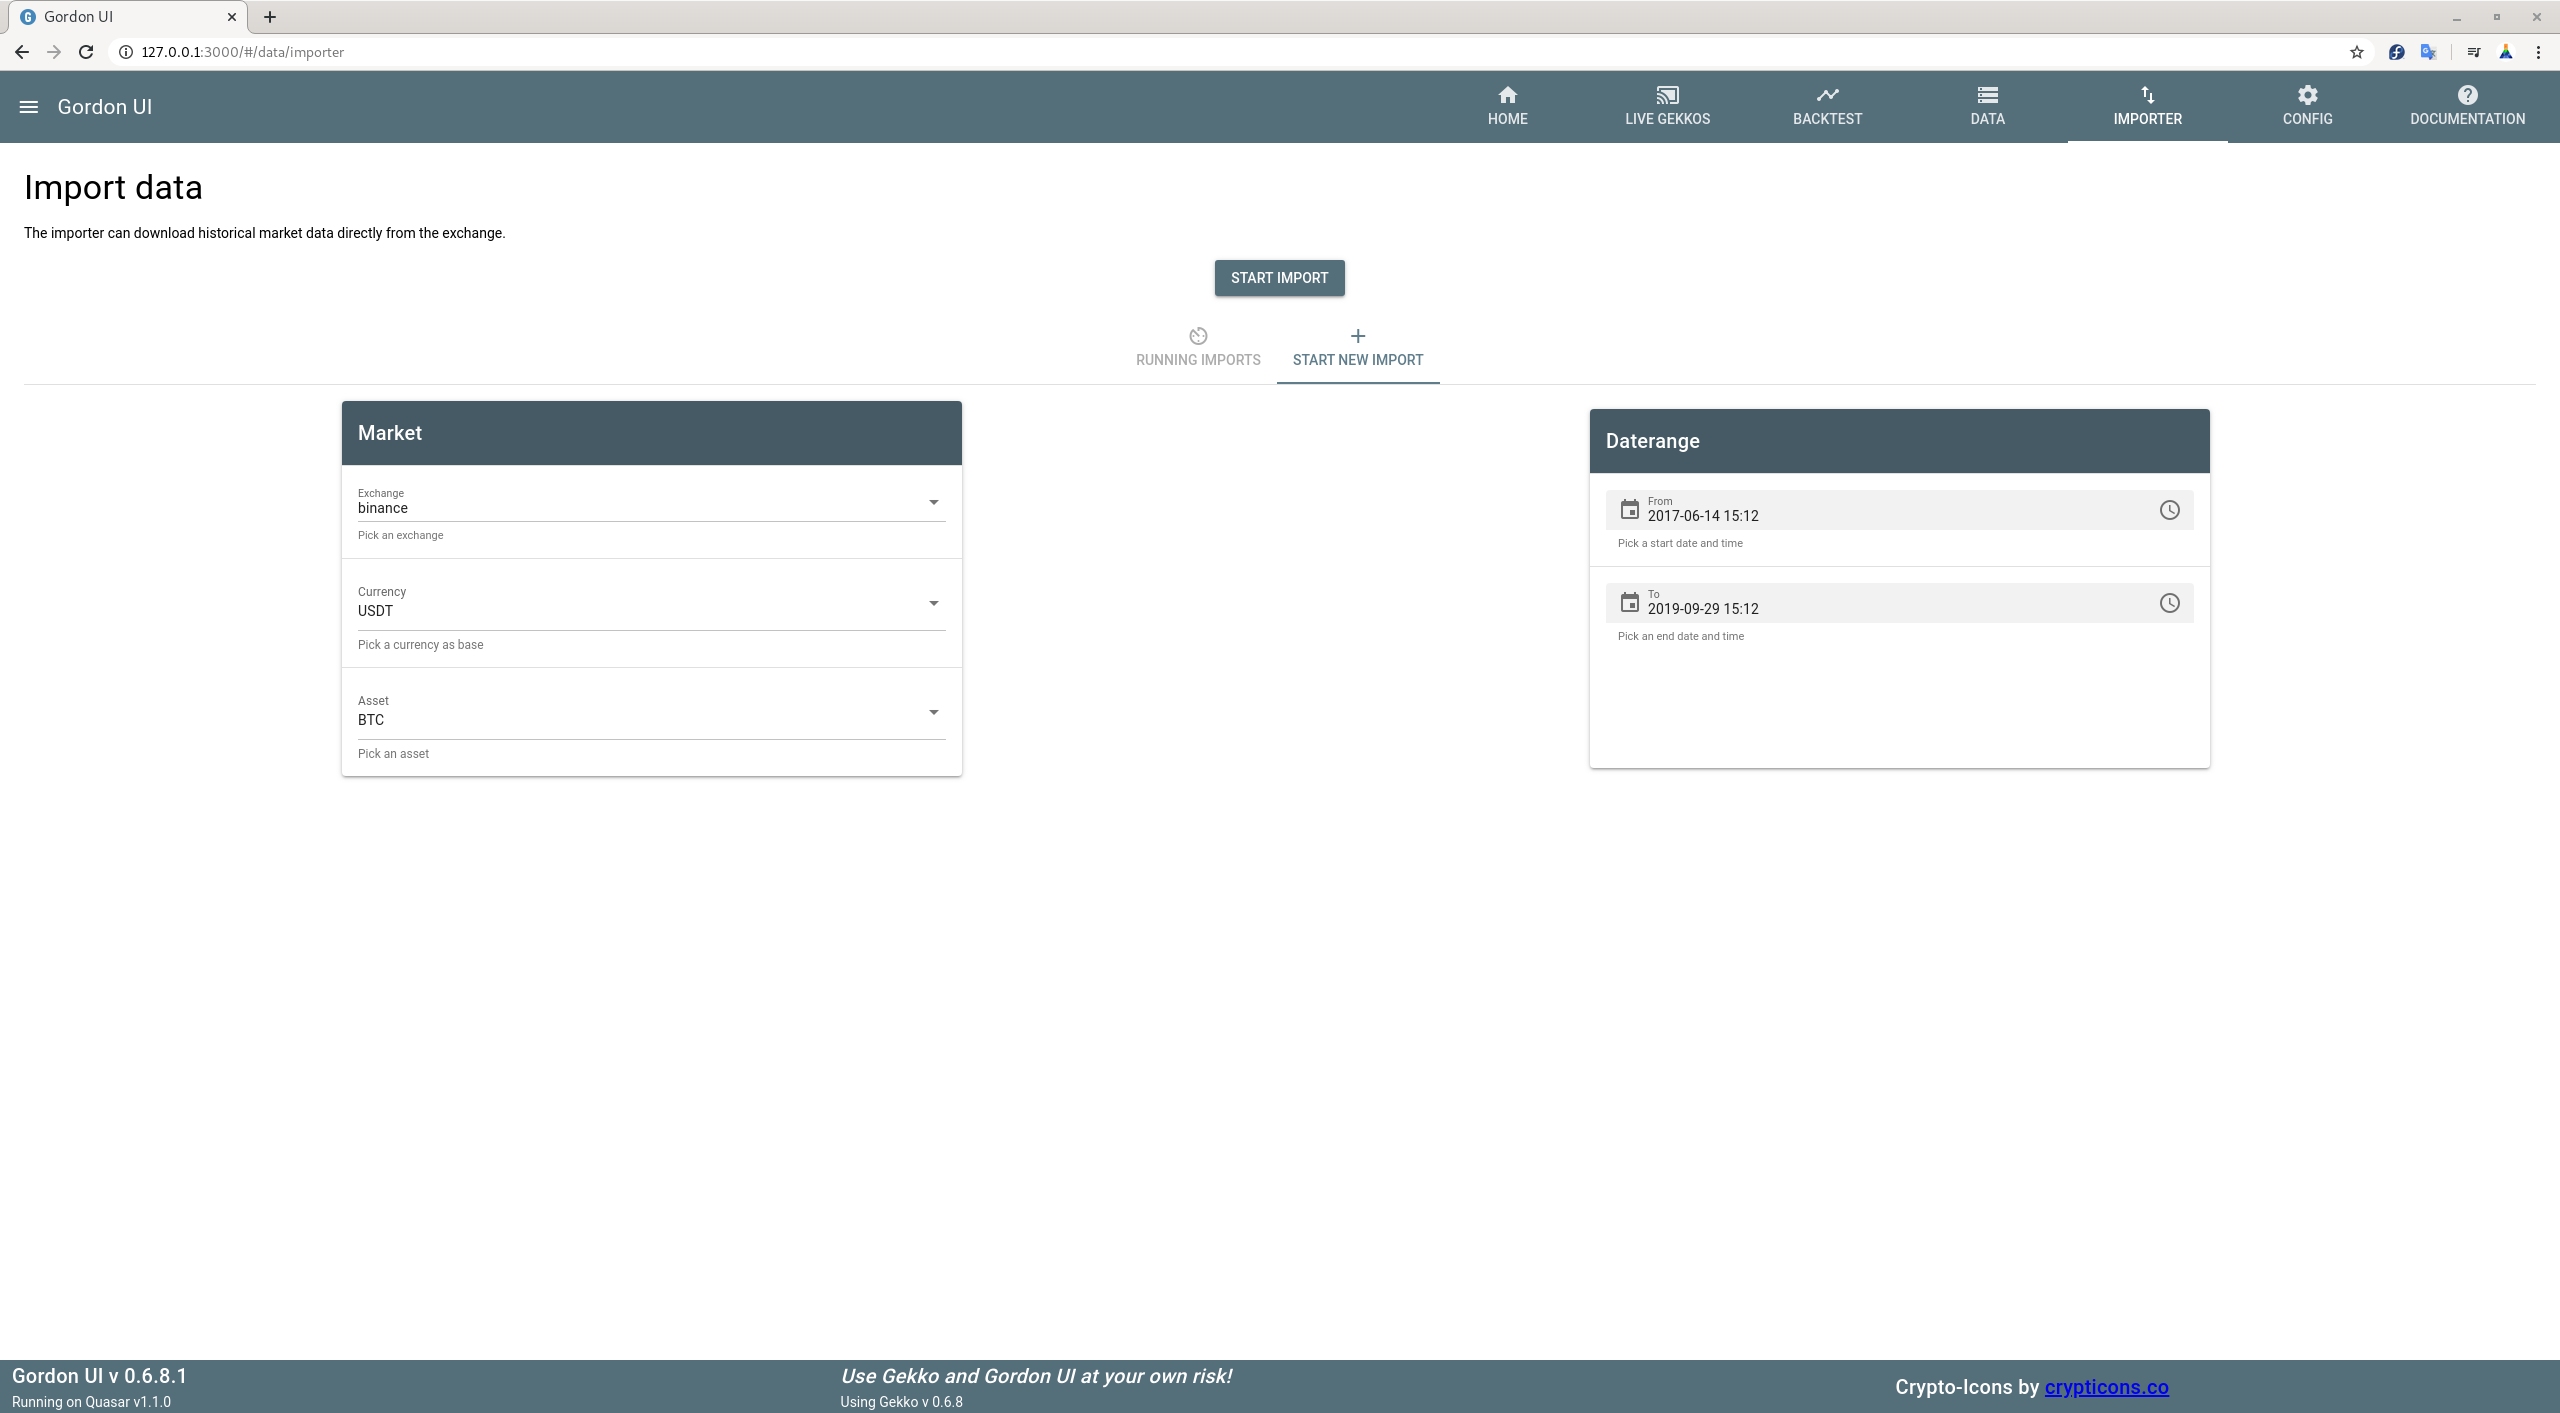 Gordon UI
127.0.0.1:3000/#/data/importer
Gordon UI
HOME
LIVE GEKKOS
BACKTEST
DATA
IMPORTER
CONFIG
DOCUMENTATION
Import data
The importer can download historical market data directly from the exchange.
START IMPORT
RUNNING IMPORTS
START NEW IMPORT
Market
Exchange
binance
Pick an exchange
Currency
USDT
Pick a currency as base
Asset
BTC
Pick an asset
Daterange
From
2017-06-14 15:12
Pick a start date and time
To
2019-09-29 15:12
Pick an end date and time
Gordon UI v 0.6.8.1
Running on Quasar v1.1.0
Use Gekko and Gordon UI at your own risk!
Using Gekko v 0.6.8
Crypto-Icons by crypticons.co